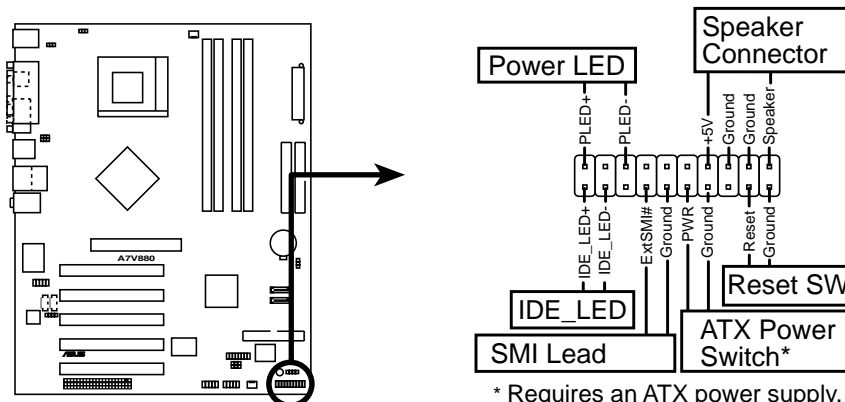 A7V880
ASUS
Power LED
Speaker
Connector
PLED+
PLED-
+5V
Ground
Ground
Speaker
IDE_LED+
IDE_LED-
ExtSMI#
Ground
PWR
Ground
Reset
Ground
IDE_LED
Reset SW
SMI Lead
ATX Power
Switch*
* Requires an ATX power supply.